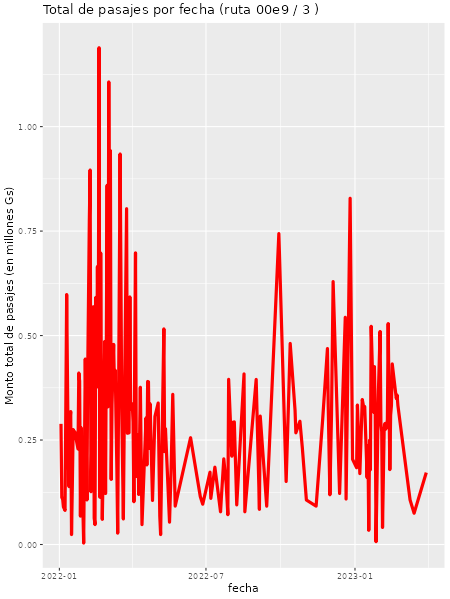 Total de pasajes por fecha (ruta 00e9 / 3 )
Monto total de pasajes (en millones Gs)
1.00
0.75
0.50
0.25
0.00
2022-01 2022-07 2023-01
fecha